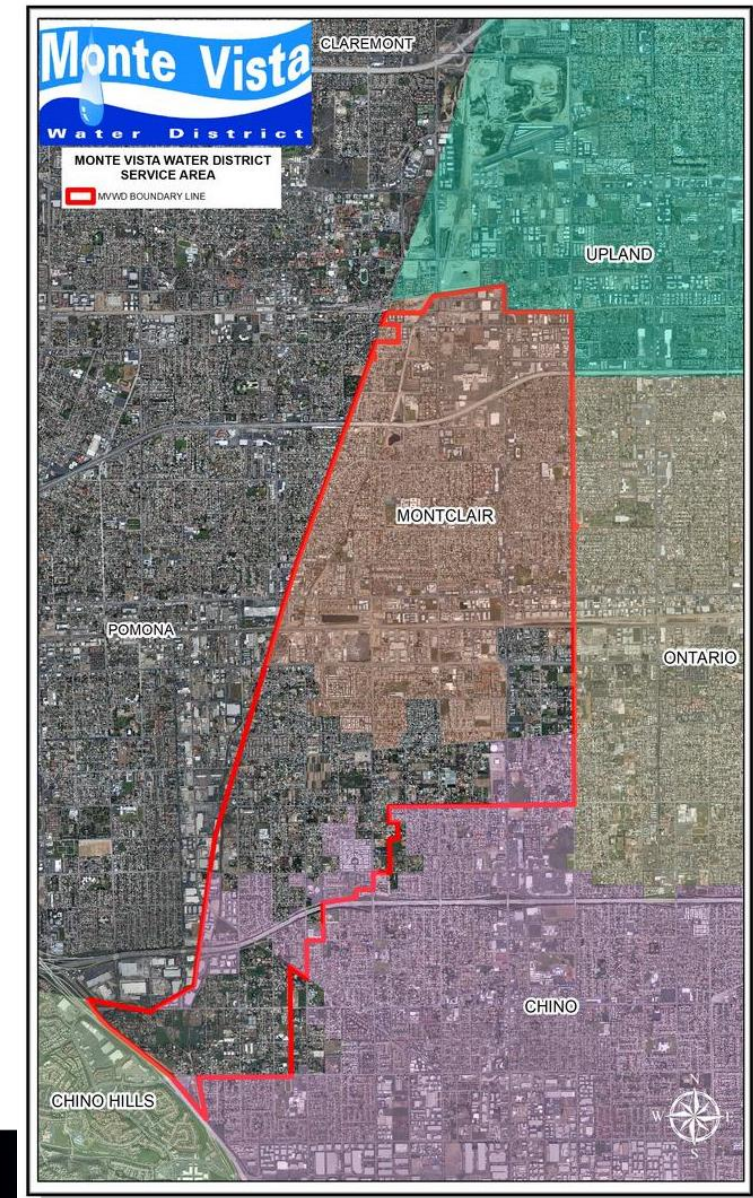 Monte Vista
Water District
MONTE VISTA WATER DISTRICT
SERVICE AREA
MVWD BOUNDARY LINE
CLAREMONT
UPLAND
MONTCLAIR
POMONA
ONTARIO
CHINO
CHINO HILLS
N
W E
S